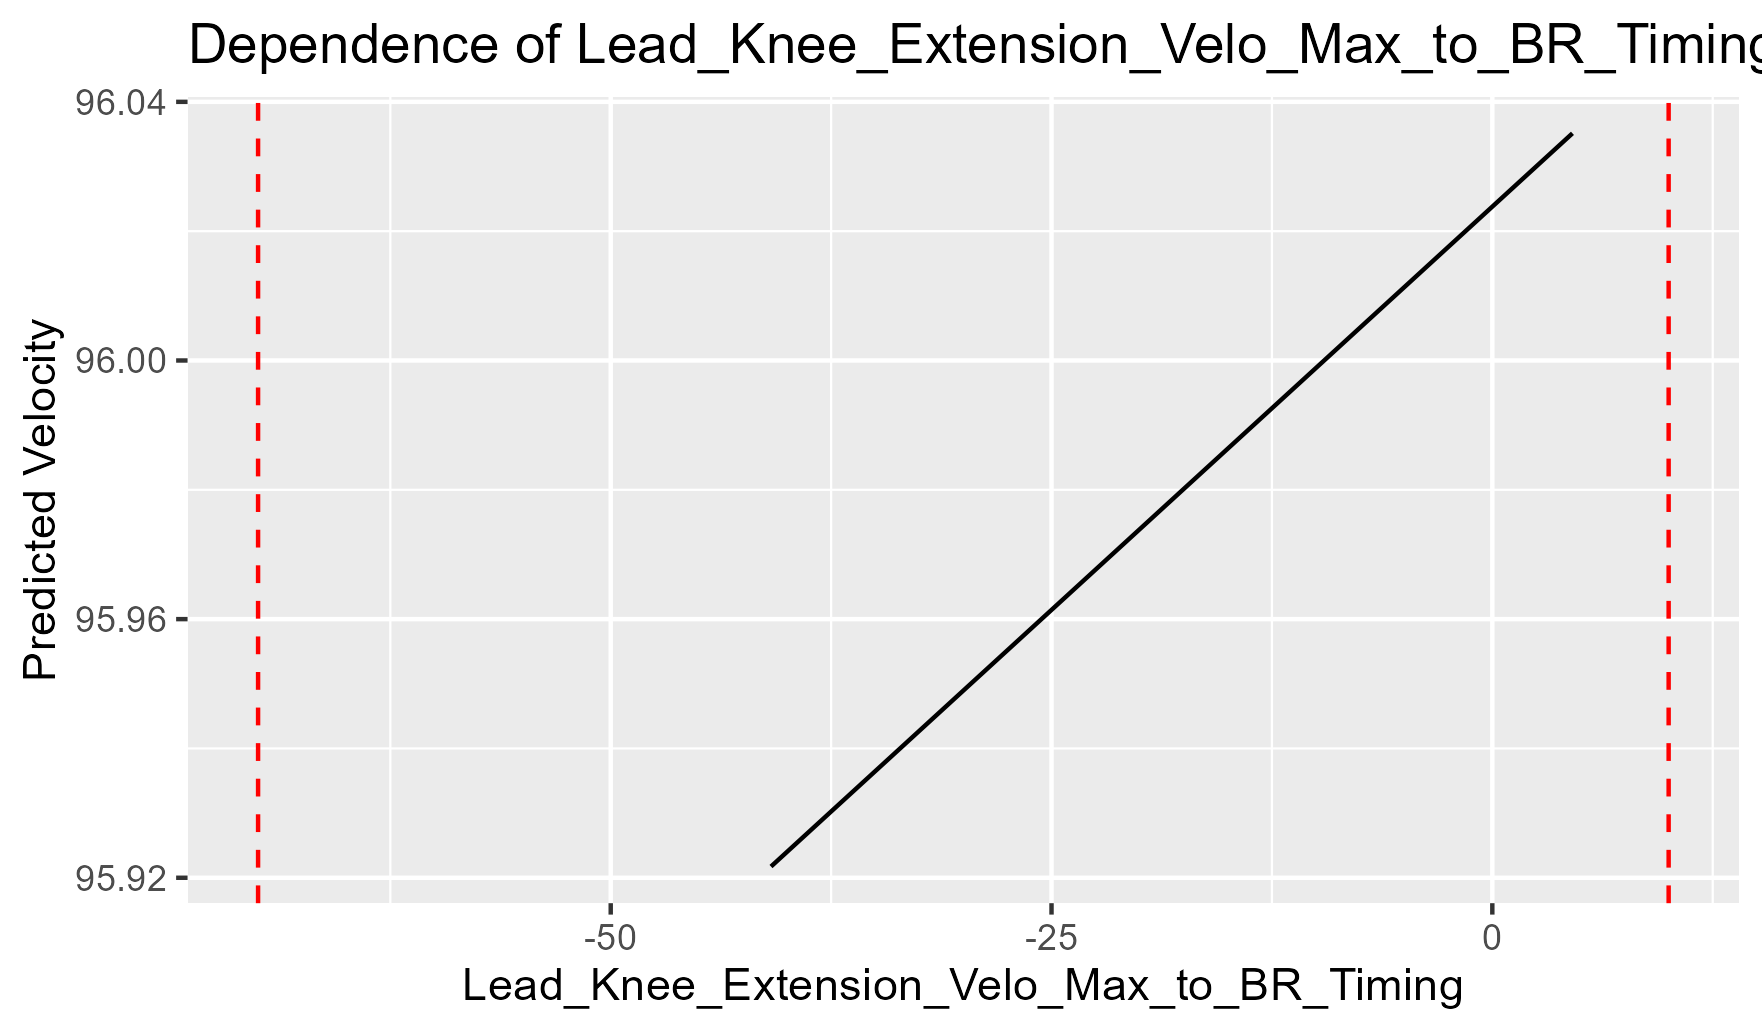 Dependence of Lead_Knee_Extension_Velo_Max_to_BR_Timing
96.04
96.00
95.96
95.92
Predicted Velocity
-50
-25
0
Lead_Knee_Extension_Velo_Max_to_BR_Timing